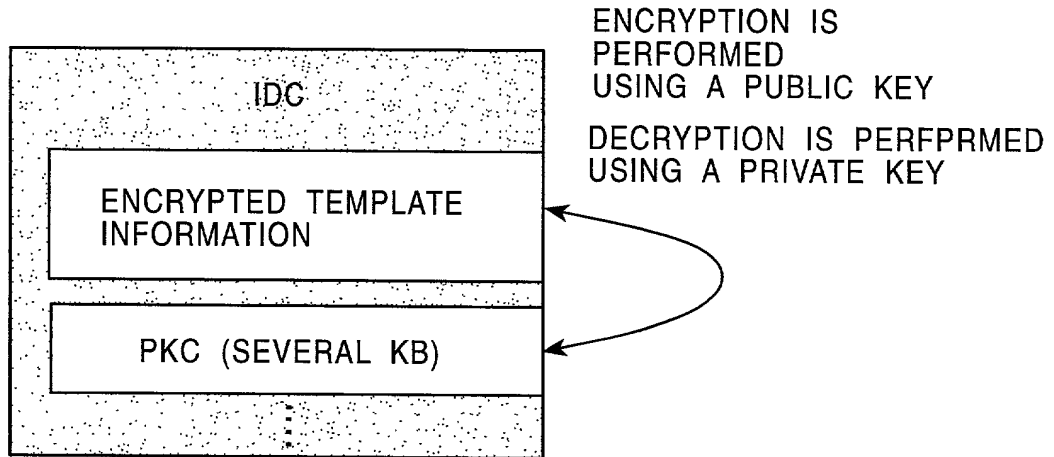 ENCRYPTION IS
PERFORMED
USING A PUBLIC KEY
DECRYPTION IS PERFPRMED
USING A PRIVATE KEY
IDC
ENCRYPTED TEMPLATE
INFORMATION
PKC (SEVERAL KB)